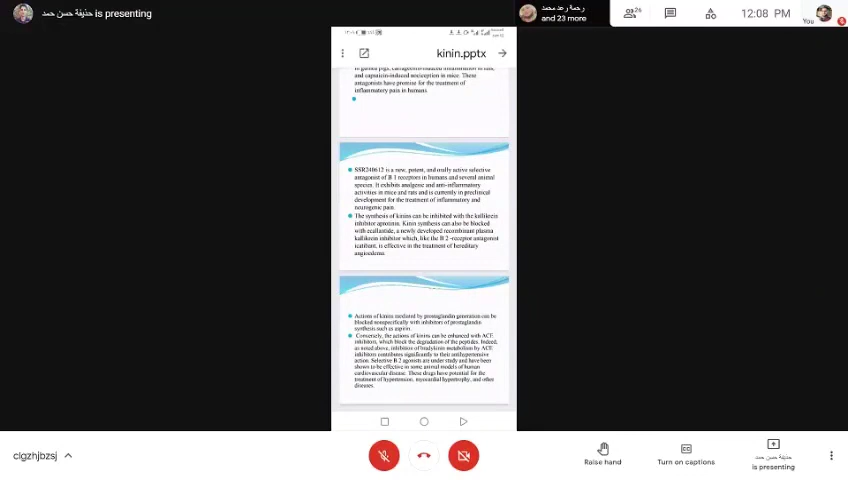 حذيفة حسن حمد is presenting
رحمة رعد محمد
and 23 more
26
12:08 PM
You
kinin.pptx
and capsaicin-induced nociception in mice. These
antagonists have promise for the treatment of
inflammatory pain in humans.
SSR240612 is a new, potent, and orally active selective
antagonist of B 1 receptors in humans and several animal
species. It exhibits analgesic and anti-inflammatory
activities in mice and rats and is currently in preclinical
development for the treatment of inflammatory and
neurogenic pain.
The synthesis of kinins can be inhibited with the kallikrein
inhibitor aprotinin. Kinin synthesis can also be blocked
with ecallantide, a newly developed recombinant plasma
kallikrein inhibitor which, like the B 2 -receptor antagonist
icatibant, is effective in the treatment of hereditary
angioedema.
Actions of kinins mediated by prostaglandin generation can be
blocked nonspecifically with inhibitors of prostaglandin
synthesis such as aspirin.
Conversely, the actions of kinins can be enhanced with ACE
inhibitors, which block the degradation of the peptides. Indeed,
as noted above, inhibition of bradykinin metabolism by ACE
inhibitors contributes significantly to their antihypertensive
action. Selective B 2 agonists are under study and have been
shown to be effective in some animal models of human
cardiovascular disease. These drugs have potential for the
treatment of hypertension, myocardial hypertrophy, and other
diseases.
clgzhjbzsj
Raise hand
Turn on captions
حذيفة حسن حمد
is presenting